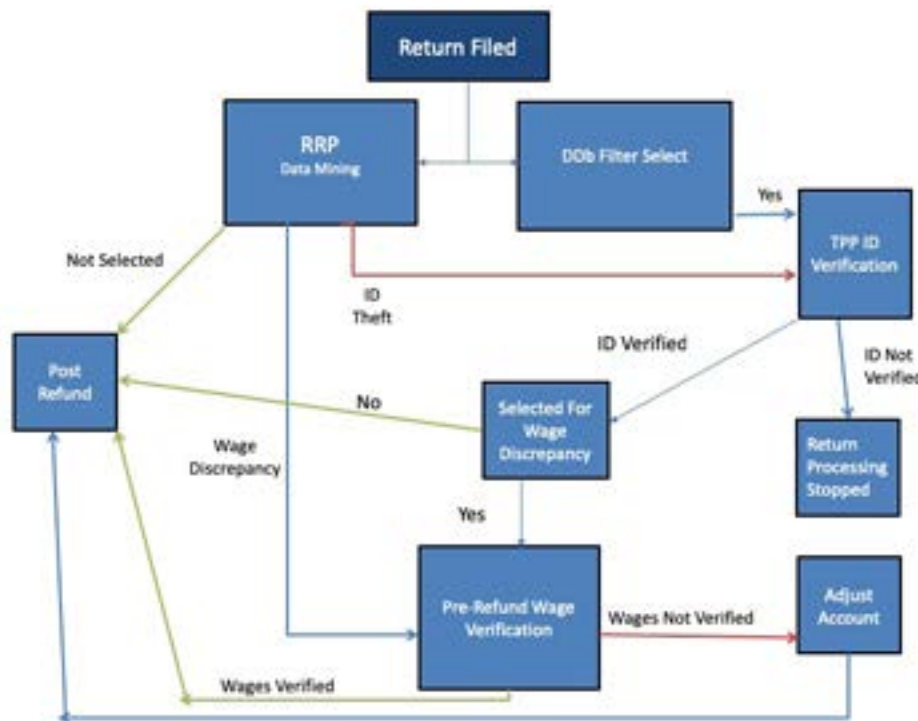 Return Filed
RRP
Data Mining
DDb Filter Select
Yes
TPP ID
Verification
Not Selected
ID
Theft
ID Verified
ID Not
Verified
Post
Refund
No
Selected For
Wage
Discrepancy
Wage
Discrepancy
Return
Processing
Stopped
Yes
Pre-Refund Wage
Verification
Wages Not Verified
Adjust
Account
Wages Verified